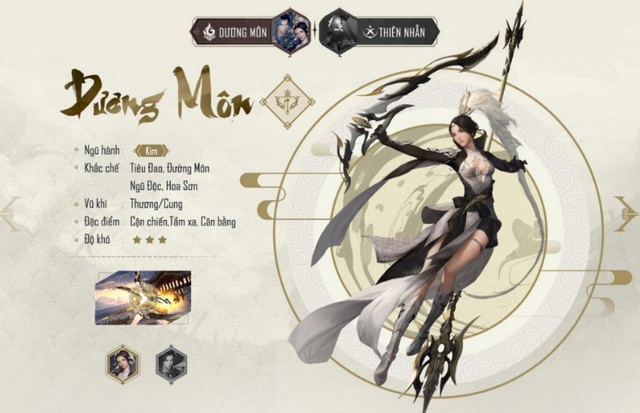 DƯƠNG MÔN
THIÊN NHẪN
Dương Môn
Ngũ hành : Kim
Khắc chế : Tiêu Dao, Đường Môn
Ngũ Độc, Hoa Sơn
Vũ khí : Thương/Cung
Đặc điểm : Cận chiến,Tầm xa, Cân bằng
Độ khó :